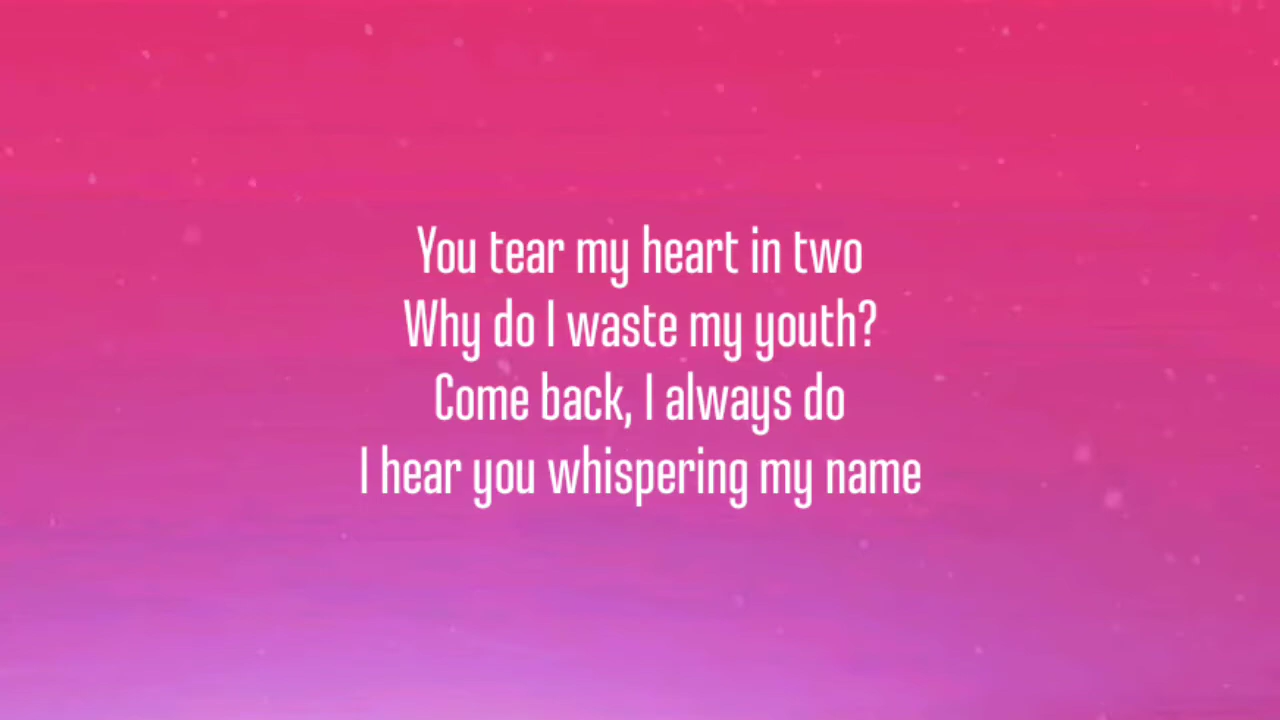 You tear my heart in two
Why do I waste my youth?
Come back, I always do
I hear you whispering my name